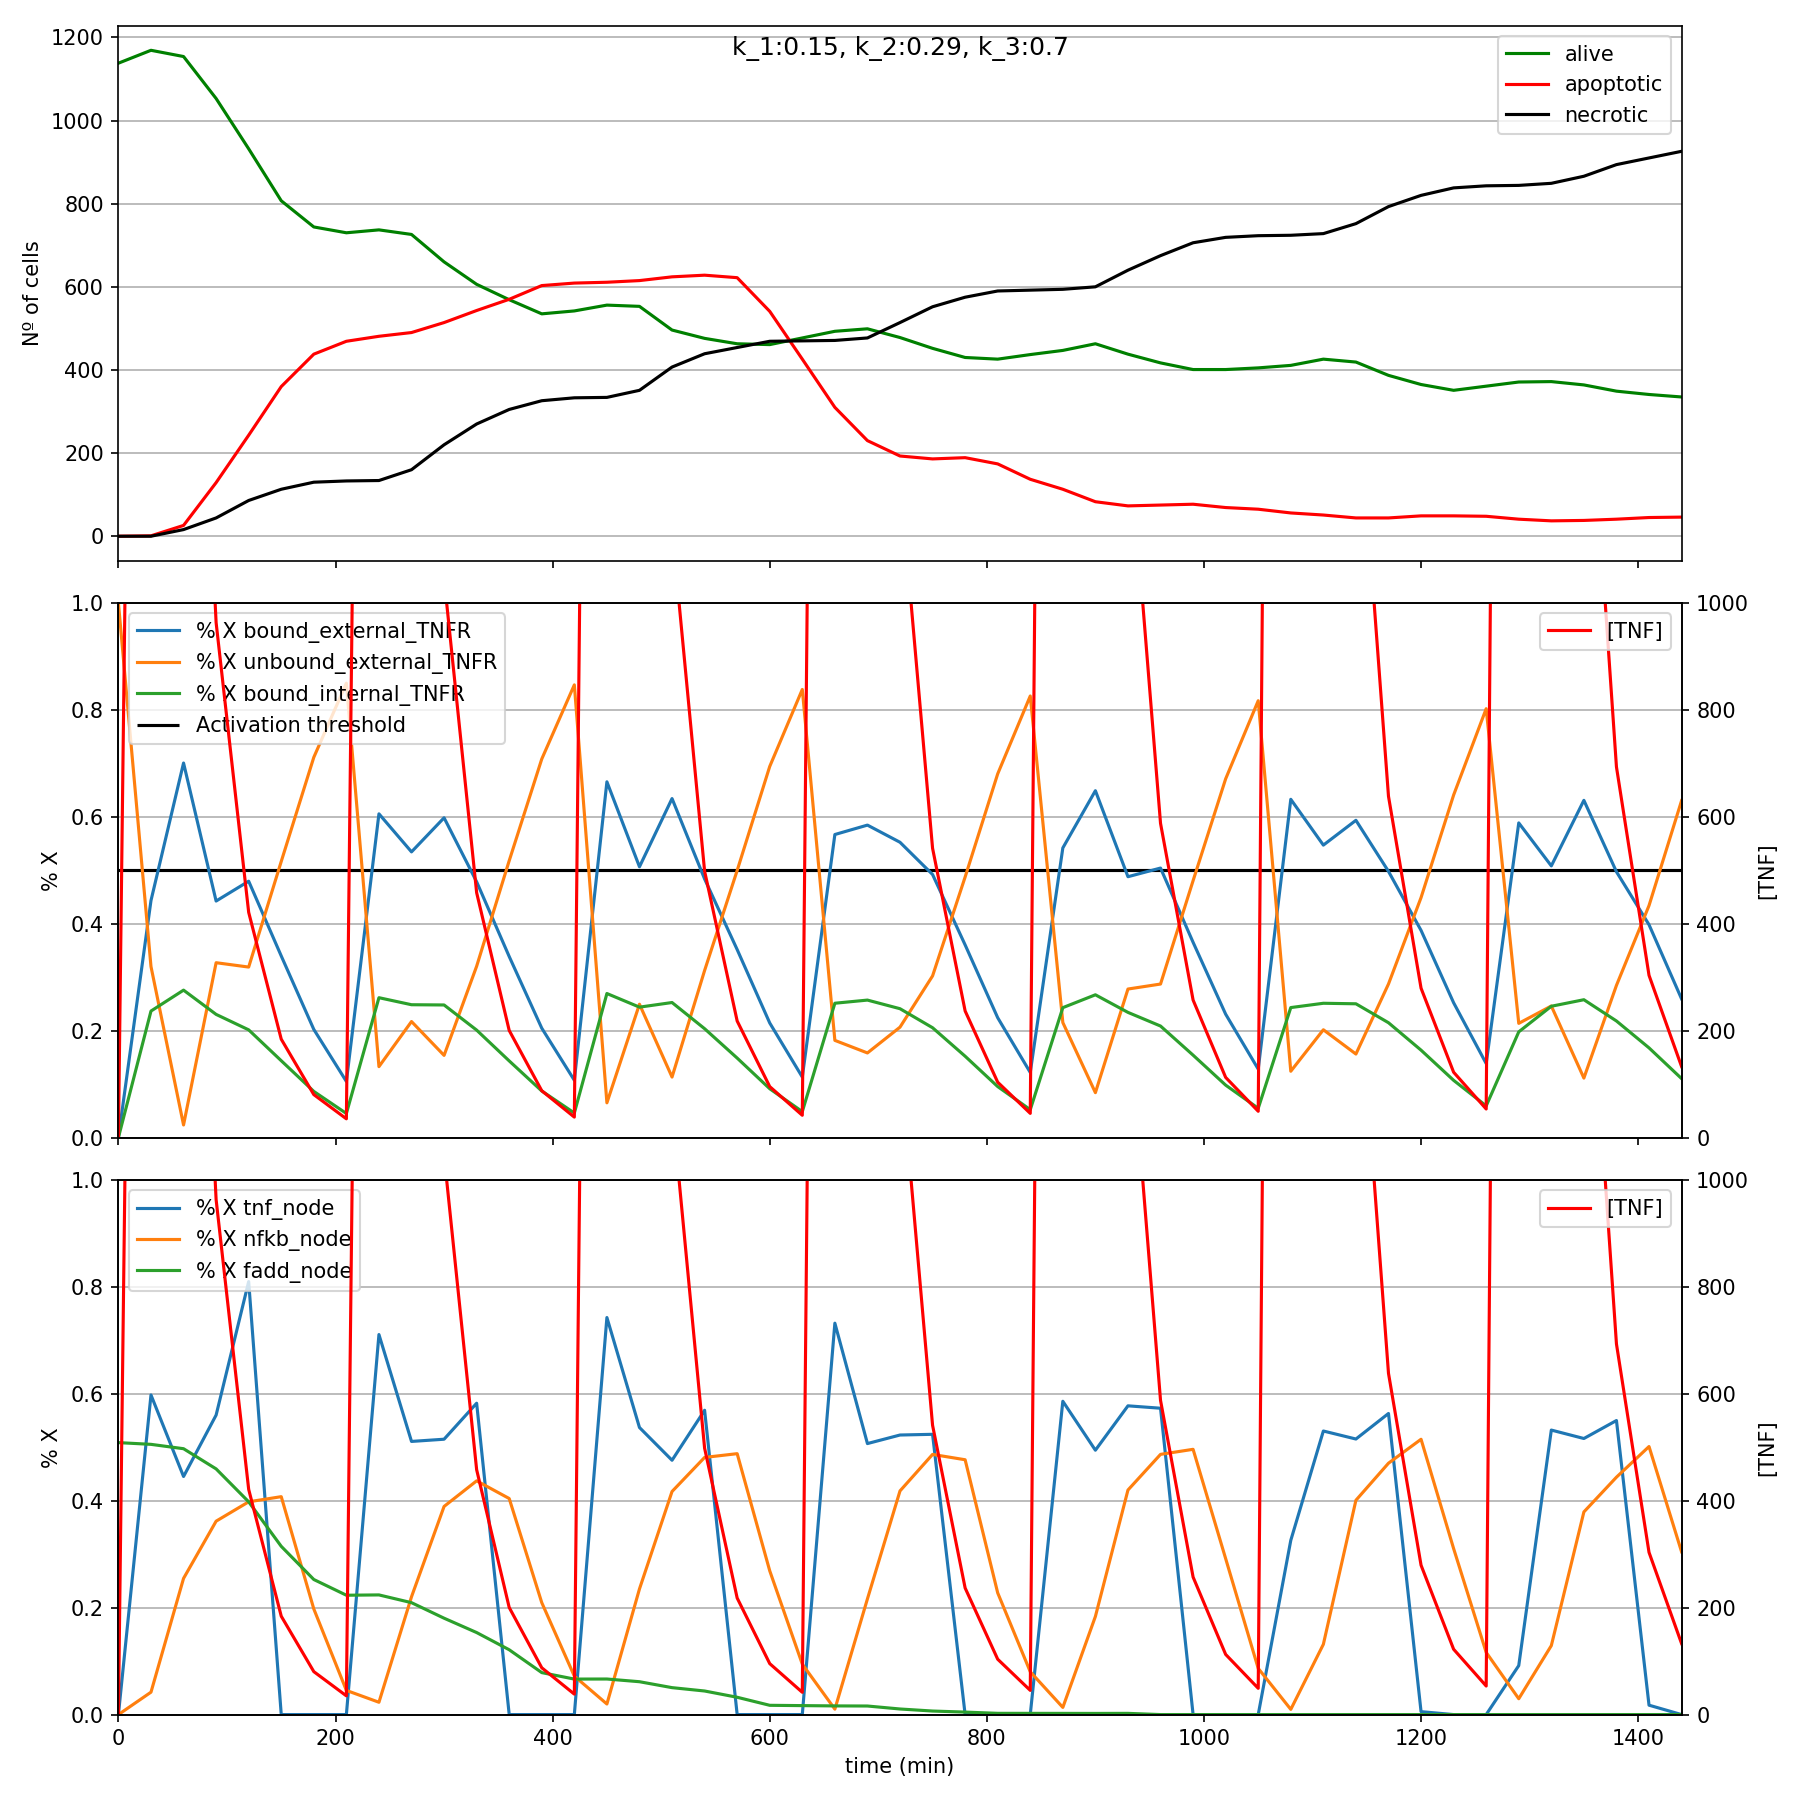 k_1:0.15, k_2:0.29, k_3:0.7
alive
apoptotic
necrotic
1200
1000
800
600
400
200
0
Nº of cells
% X bound_external_TNFR
% X unbound_external_TNFR
% X bound_internal_TNFR
Activation threshold
[TNF]
1.0
0.8
0.6
0.4
0.2
0.0
% X
1000
800
600
400
200
0
[TNF]
% X tnf_node
% X nfkb_node
% X fadd_node
[TNF]
1.0
0.8
0.6
0.4
0.2
0.0
% X
1000
800
600
400
200
0
[TNF]
0 200 400 600 800 1000 1200 1400
time (min)